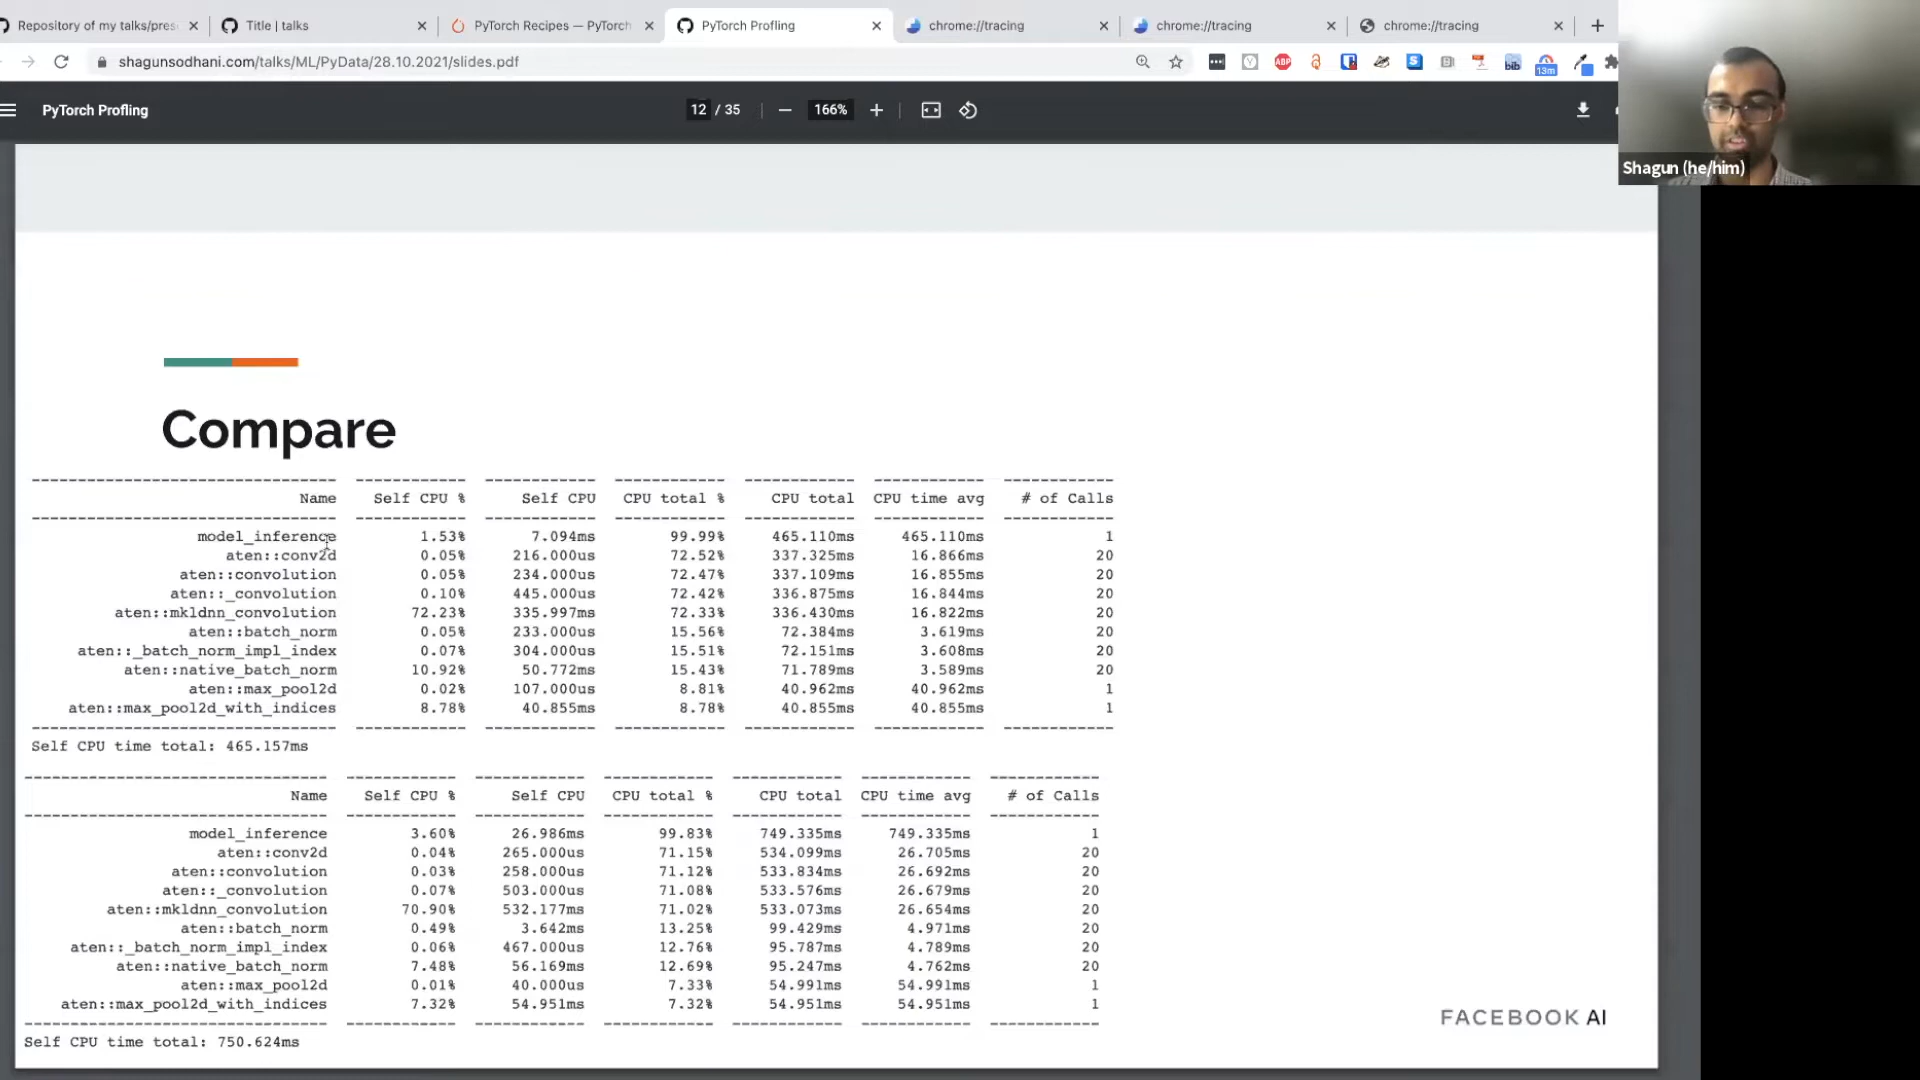 Repository of my talks/pres
Title | talks
PyTorch Recipes — PyTorch
PyTorch Profling
chrome://tracing
chrome://tracing
chrome://tracing
shagunsodhani.com/talks/ML/PyData/28.10.2021/slides.pdf
ABP
bib
13m
PyTorch Profling
12 / 35
166%
Shagun (he/him)
Compare
Name Self CPU % Self CPU CPU total % CPU total CPU time avg # of Calls
model_inference 1.53% 7.094ms 99.99% 465.110ms 465.110ms 1
aten::conv2d 0.05% 216.000us 72.52% 337.325ms 16.866ms 20
aten::convolution 0.05% 234.000us 72.47% 337.109ms 16.855ms 20
aten::_convolution 0.10% 445.000us 72.42% 336.875ms 16.844ms 20
aten::mkldnn_convolution 72.23% 335.997ms 72.33% 336.430ms 16.822ms 20
aten::batch_norm 0.05% 233.000us 15.56% 72.384ms 3.619ms 20
aten::_batch_norm_impl_index 0.07% 304.000us 15.51% 72.151ms 3.608ms 20
aten::native_batch_norm 10.92% 50.772ms 15.43% 71.789ms 3.589ms 20
aten::max_pool2d 0.02% 107.000us 8.81% 40.962ms 40.962ms 1
aten::max_pool2d_with_indices 8.78% 40.855ms 8.78% 40.855ms 40.855ms 1
Self CPU time total: 465.157ms
Name Self CPU % Self CPU CPU total % CPU total CPU time avg # of Calls
model_inference 3.60% 26.986ms 99.83% 749.335ms 749.335ms 1
aten::conv2d 0.04% 265.000us 71.15% 534.099ms 26.705ms 20
aten::convolution 0.03% 258.000us 71.12% 533.834ms 26.692ms 20
aten::_convolution 0.07% 503.000us 71.08% 533.576ms 26.679ms 20
aten::mkldnn_convolution 70.90% 532.177ms 71.02% 533.073ms 26.654ms 20
aten::batch_norm 0.49% 3.642ms 13.25% 99.429ms 4.971ms 20
aten::_batch_norm_impl_index 0.06% 467.000us 12.76% 95.787ms 4.789ms 20
aten::native_batch_norm 7.48% 56.169ms 12.69% 95.247ms 4.762ms 20
aten::max_pool2d 0.01% 40.000us 7.33% 54.991ms 54.991ms 1
aten::max_pool2d_with_indices 7.32% 54.951ms 7.32% 54.951ms 54.951ms 1
Self CPU time total: 750.624ms
FACEBOOK AI